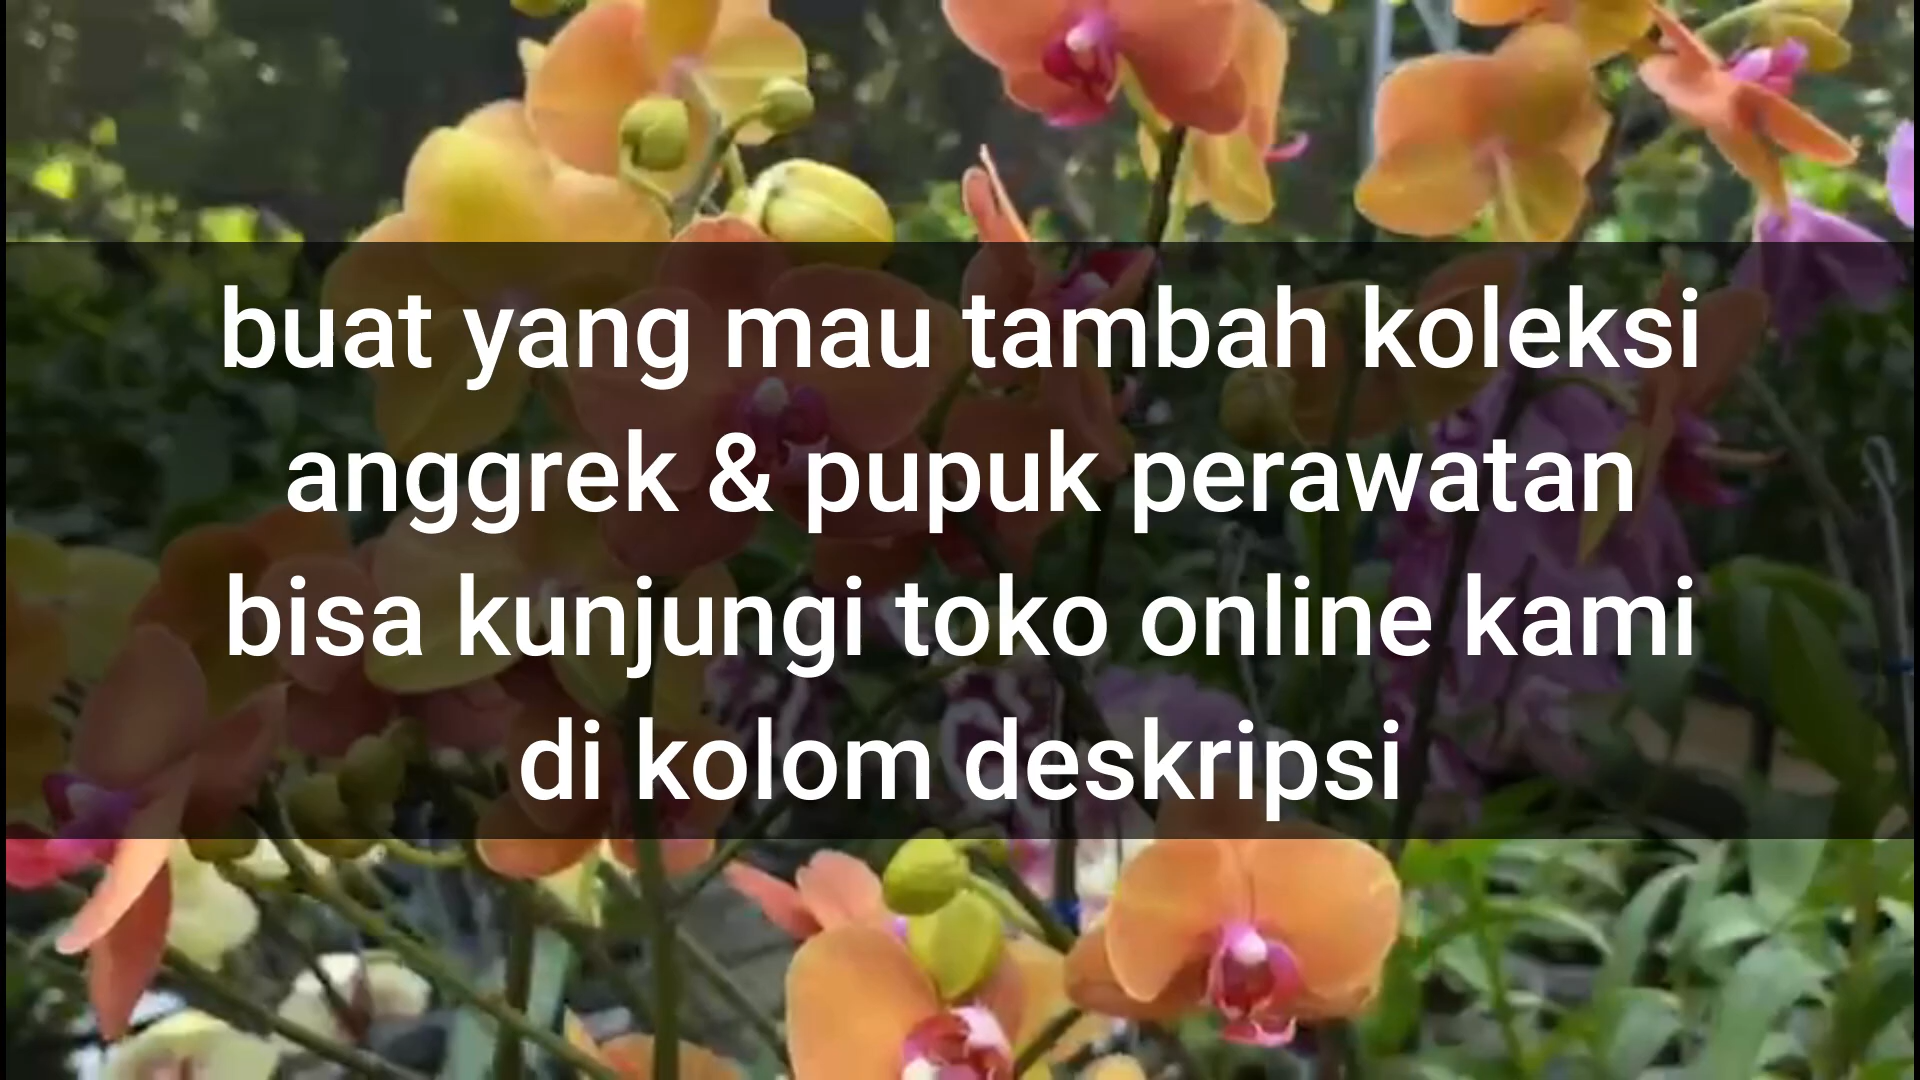 buat yang mau tambah koleksi
anggrek & pupuk perawatan
bisa kunjungi toko online kami
di kolom deskripsi